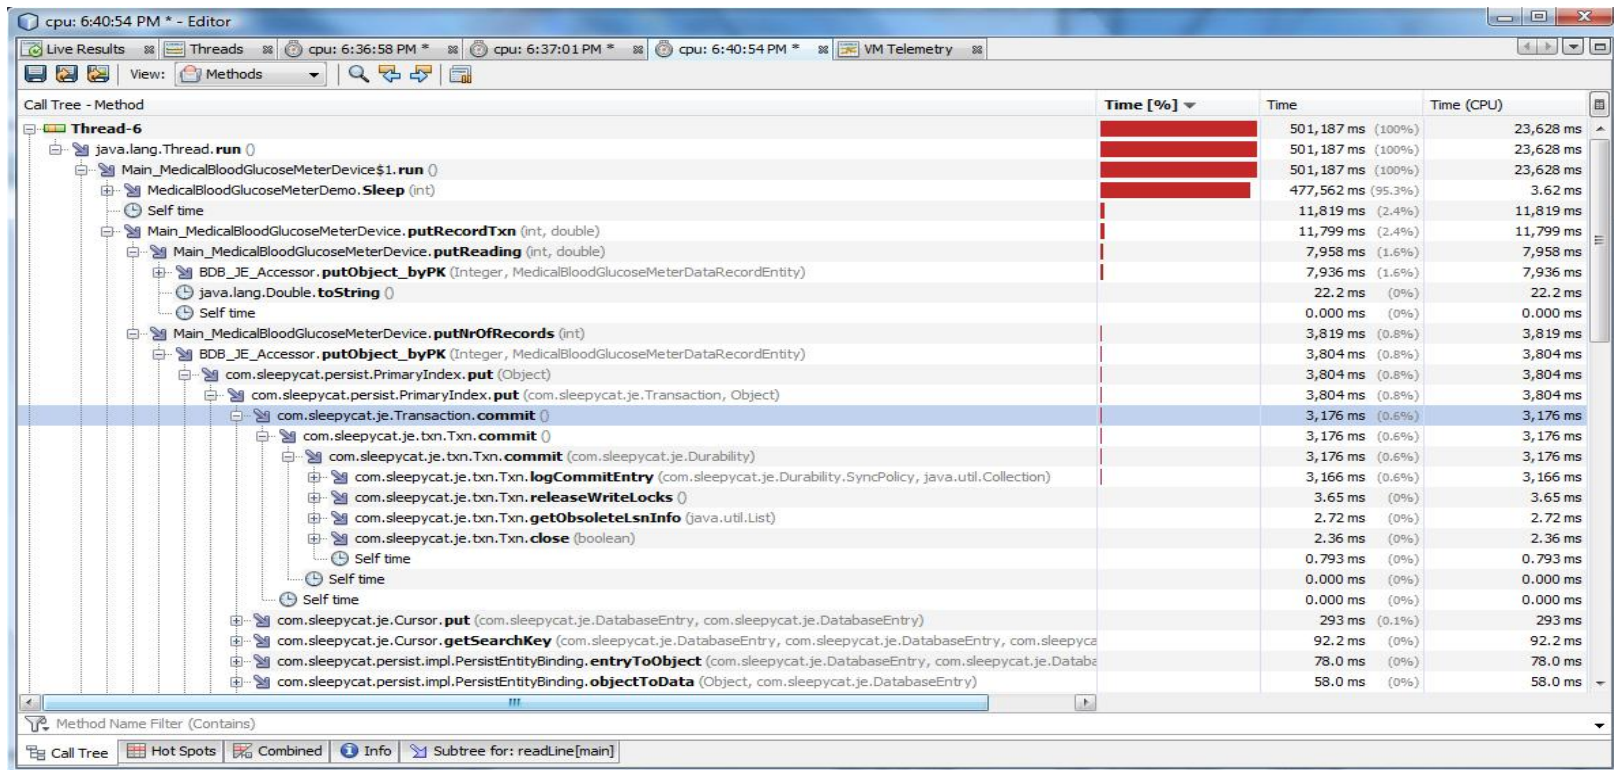 cpu: 6:40:54 PM * - Editor
Live Results Threads cpu: 6:36:58 PM * cpu: 6:37:01 PM * cpu: 6:40:54 PM * VM Telemetry
View: Methods
Call Tree - Method Time [%] Time Time (CPU)
Thread-6 501,187 ms (100%) 23,628 ms
java.lang.Thread.run () 501,187 ms (100%) 23,628 ms
Main_MedicalBloodGlucoseMeterDevice$1.run () 501,187 ms (100%) 23,628 ms
MedicalBloodGlucoseMeterDemo.Sleep (int) 477,562 ms (95.3%) 3.62 ms
Self time 11,819 ms (2.4%) 11,819 ms
Main_MedicalBloodGlucoseMeterDevice.putRecordTxn (int, double) 11,799 ms (2.4%) 11,799 ms
Main_MedicalBloodGlucoseMeterDevice.putReading (int, double) 7,958 ms (1.6%) 7,958 ms
BDB_JE_Accessor.putObject_byPK (Integer, MedicalBloodGlucoseMeterDataRecordEntity) 7,936 ms (1.6%) 7,936 ms
java.lang.Double.toString () 22.2 ms (0%) 22.2 ms
Self time 0.000 ms (0%) 0.000 ms
Main_MedicalBloodGlucoseMeterDevice.putNrOfRecords (int) 3,819 ms (0.8%) 3,819 ms
BDB_JE_Accessor.putObject_byPK (Integer, MedicalBloodGlucoseMeterDataRecordEntity) 3,804 ms (0.8%) 3,804 ms
com.sleepycat.persist.PrimaryIndex.put (Object) 3,804 ms (0.8%) 3,804 ms
com.sleepycat.persist.PrimaryIndex.put (com.sleepycat.je.Transaction, Object) 3,804 ms (0.8%) 3,804 ms
com.sleepycat.je.Transaction.commit () 3,176 ms (0.6%) 3,176 ms
com.sleepycat.je.txn.Txn.commit () 3,176 ms (0.6%) 3,176 ms
com.sleepycat.je.txn.Txn.commit (com.sleepycat.je.Durability) 3,176 ms (0.6%) 3,176 ms
com.sleepycat.je.txn.Txn.logCommitEntry (com.sleepycat.je.Durability.SyncPolicy, java.util.Collection) 3,166 ms (0.6%) 3,166 ms
com.sleepycat.je.txn.Txn.releaseWriteLocks () 3.65 ms (0%) 3.65 ms
com.sleepycat.je.txn.Txn.getObsoleteLsnInfo (java.util.List) 2.72 ms (0%) 2.72 ms
com.sleepycat.je.txn.Txn.close (boolean) 2.36 ms (0%) 2.36 ms
Self time 0.793 ms (0%) 0.793 ms
Self time 0.000 ms (0%) 0.000 ms
Self time 0.000 ms (0%) 0.000 ms
com.sleepycat.je.Cursor.put (com.sleepycat.je.DatabaseEntry, com.sleepycat.je.DatabaseEntry) 293 ms (0.1%) 293 ms
com.sleepycat.je.Cursor.getSearchKey (com.sleepycat.je.DatabaseEntry, com.sleepycat.je.DatabaseEntry, com.sleepyca 92.2 ms (0%) 92.2 ms
com.sleepycat.persist.impl.PersistEntityBinding.entryToObject (com.sleepycat.je.DatabaseEntry, com.sleepycat.je.Databa 78.0 ms (0%) 78.0 ms
com.sleepycat.persist.impl.PersistEntityBinding.objectToData (Object, com.sleepycat.je.DatabaseEntry) 58.0 ms (0%) 58.0 ms
Method Name Filter (Contains)
Call Tree Hot Spots Combined Info Subtree for: readLine[main]